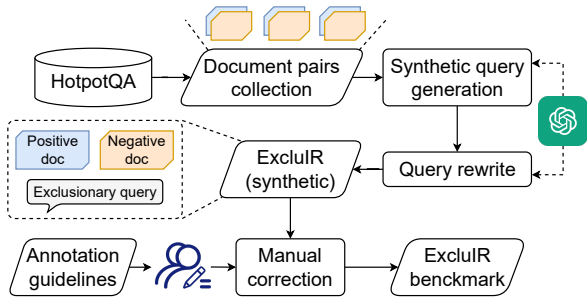 HotpotQA
Document pairs
collection
Synthetic query
generation
Positive
doc
Negative
doc
Exclusionary query
ExcluIR
(synthetic)
Query rewrite
Annotation
guidelines
Manual
correction
ExcluIR
benckmark